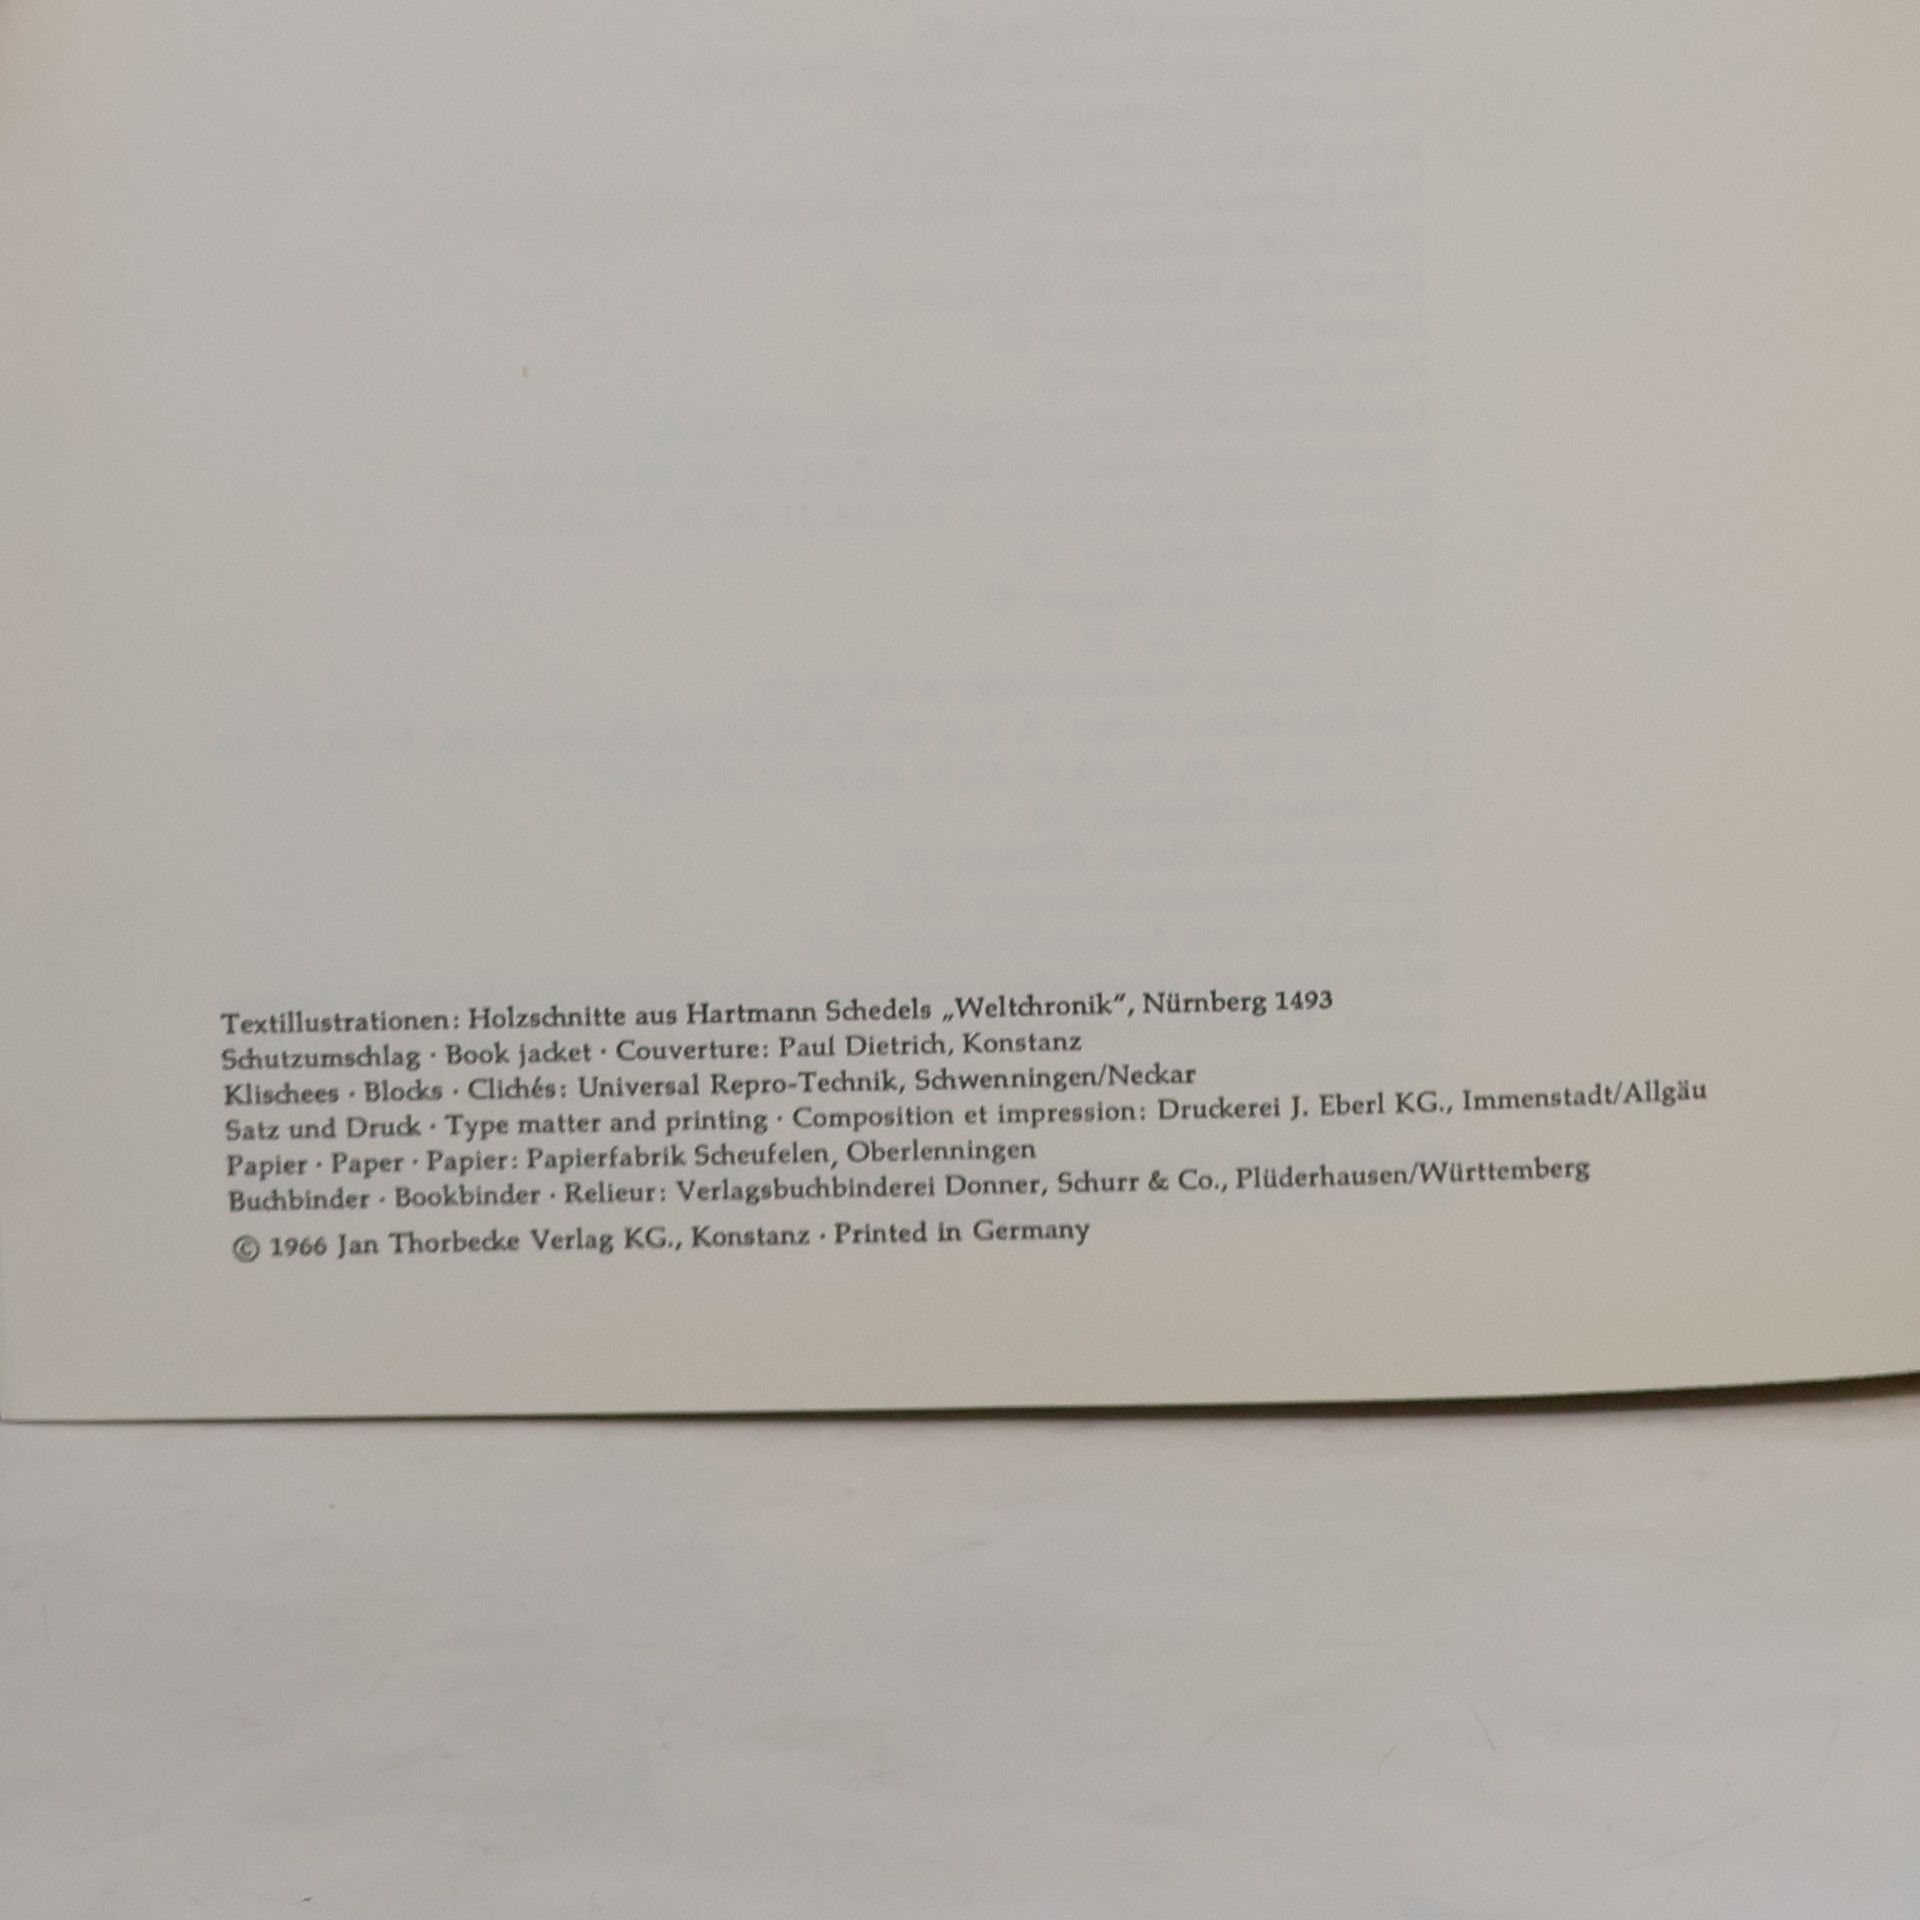 Textillustrationen: Holzschnitte aus Hartmann Schedels „Weltchronik“, Nürnberg 1493
Schutzumschlag · Book jacket · Couverture: Paul Dietrich, Konstanz
Klischees · Blocks · Clichés: Universal Repro-Technik, Schwenningen/Neckar
Satz und Druck · Type matter and printing · Composition et impression: Druckerei J. Eberl KG., Immenstadt/Allgäu
Papier · Paper · Papier: Papierfabrik Scheufelen, Oberlenningen
Buchbinder · Bookbinder · Relieur: Verlagsbuchbinderei Donner, Schurr & Co., Plüderhausen/Württemberg
© 1966 Jan Thorbecke Verlag KG., Konstanz · Printed in Germany